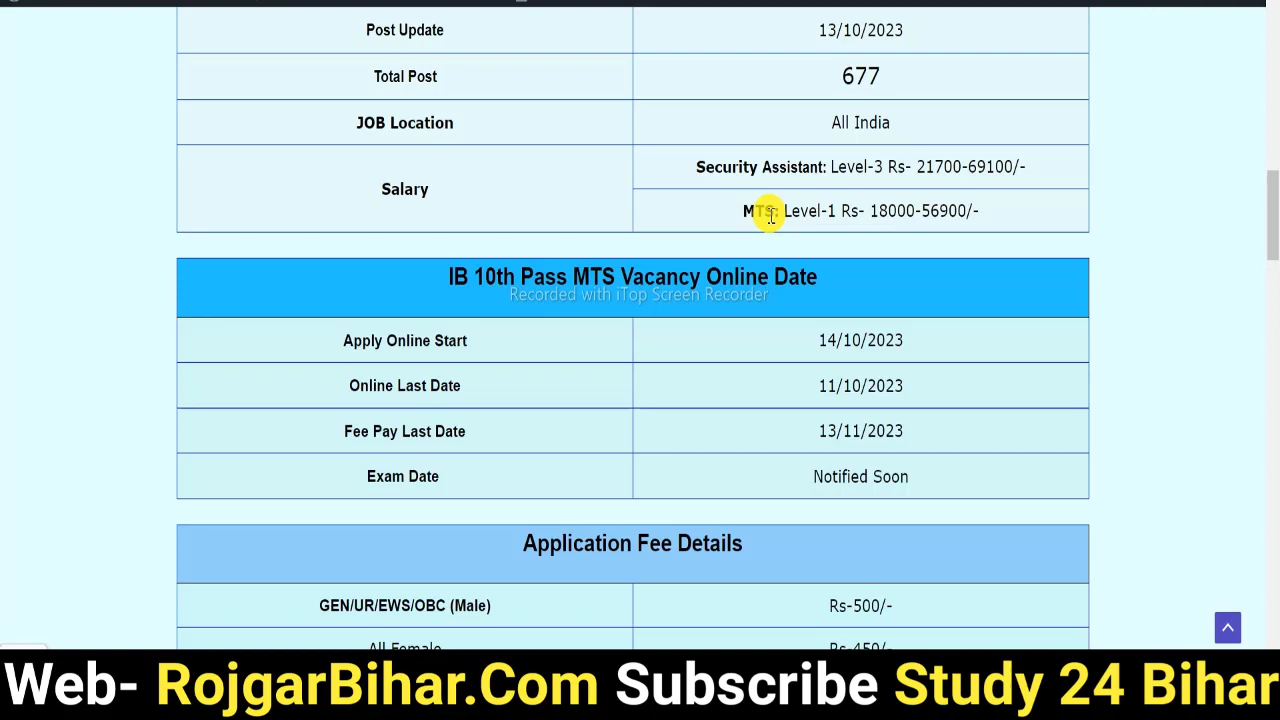 Post Update 13/10/2023
Total Post 677
JOB Location All India
Salary
Security Assistant: Level-3 Rs- 21700-69100/-
MTS: Level-1 Rs- 18000-56900/-
IB 10th Pass MTS Vacancy Online Date
Recorded with iTop Screen Recorder
Apply Online Start 14/10/2023
Online Last Date 11/10/2023
Fee Pay Last Date 13/11/2023
Exam Date Notified Soon
Application Fee Details
GEN/UR/EWS/OBC (Male) Rs-500/-
All Female Rs-450/-
Web- RojgarBihar.Com Subscribe Study 24 Bihar